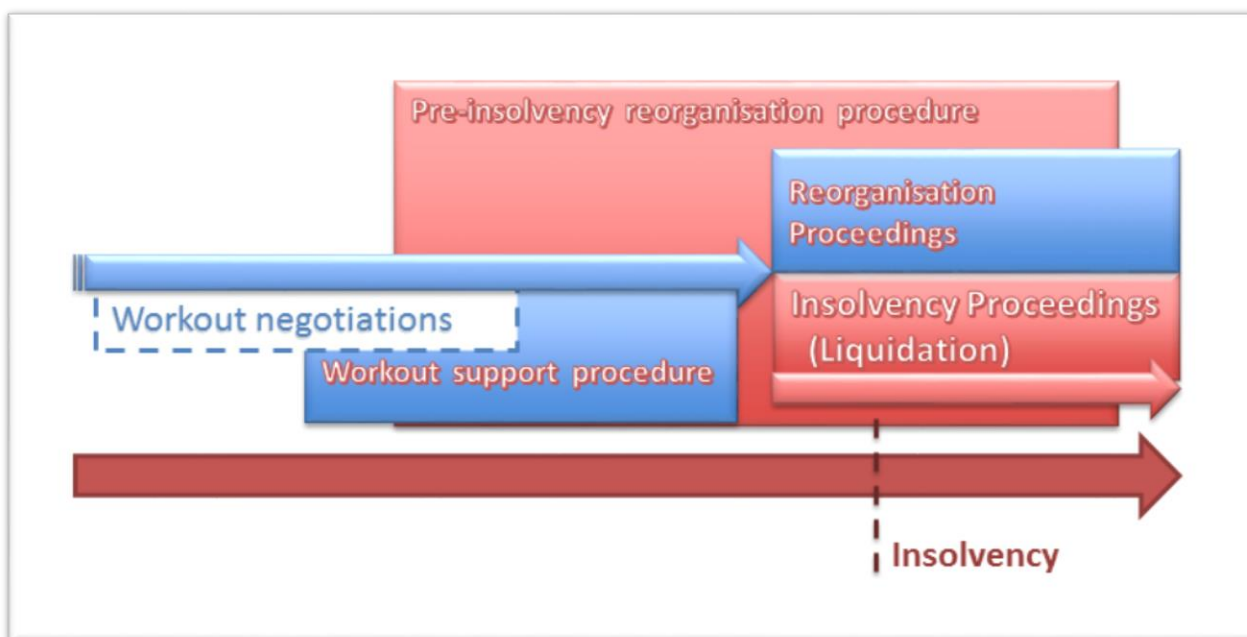 Pre-insolvency reorganisation procedure
Reorganisation
Proceedings
Workout negotiations
Insolvency Proceedings
(Liquidation)
Workout support procedure
Insolvency